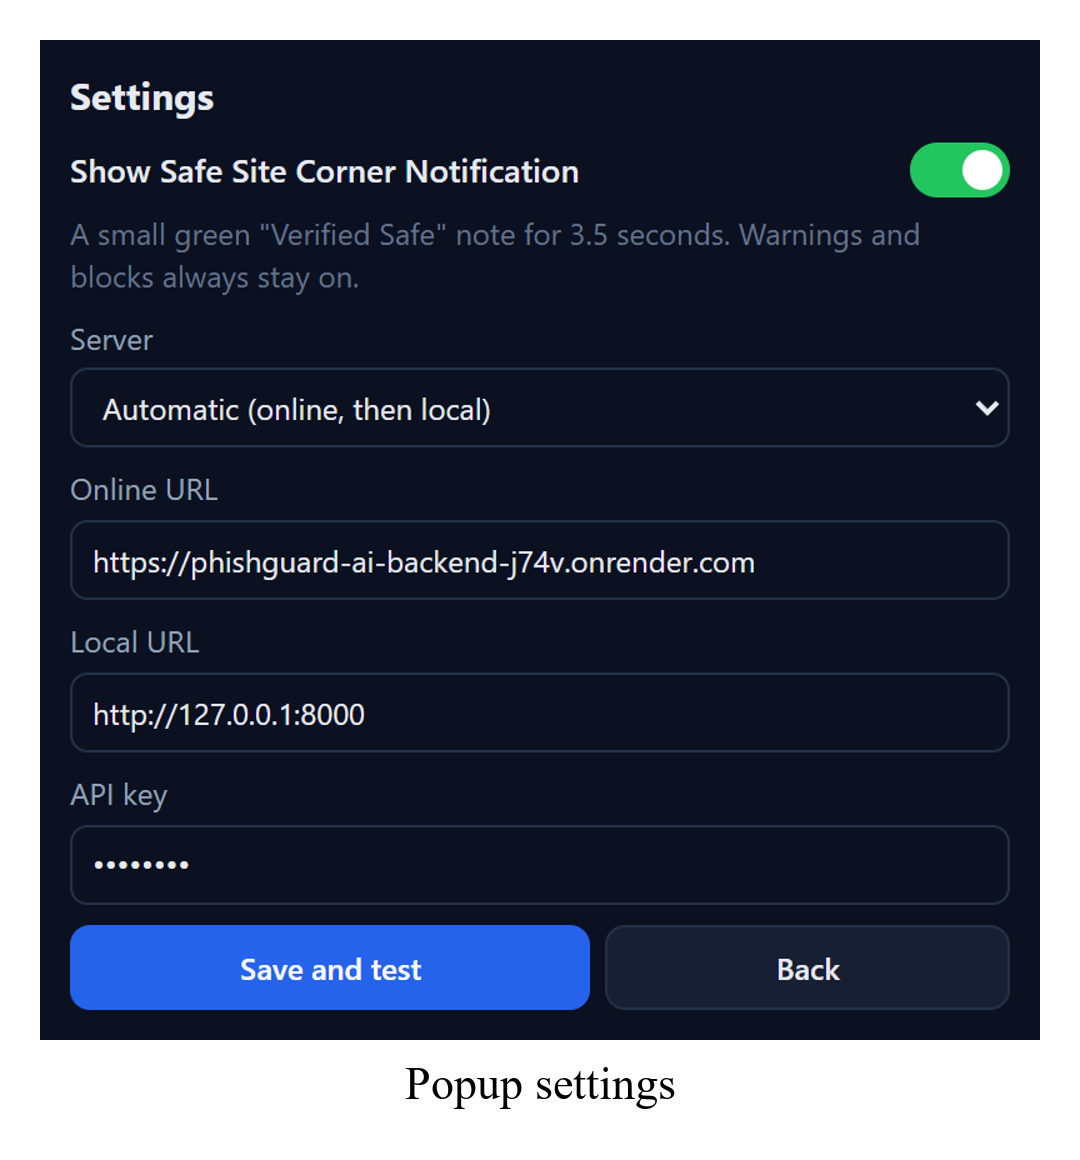 Settings
Show Safe Site Corner Notification
A small green "Verified Safe" note for 3.5 seconds. Warnings and
blocks always stay on.
Server
Automatic (online, then local)
Online URL
https://phishguard-ai-backend-j74v.onrender.com
Local URL
http://127.0.0.1:8000
API key
••••••••
Save and test
Back
Popup settings